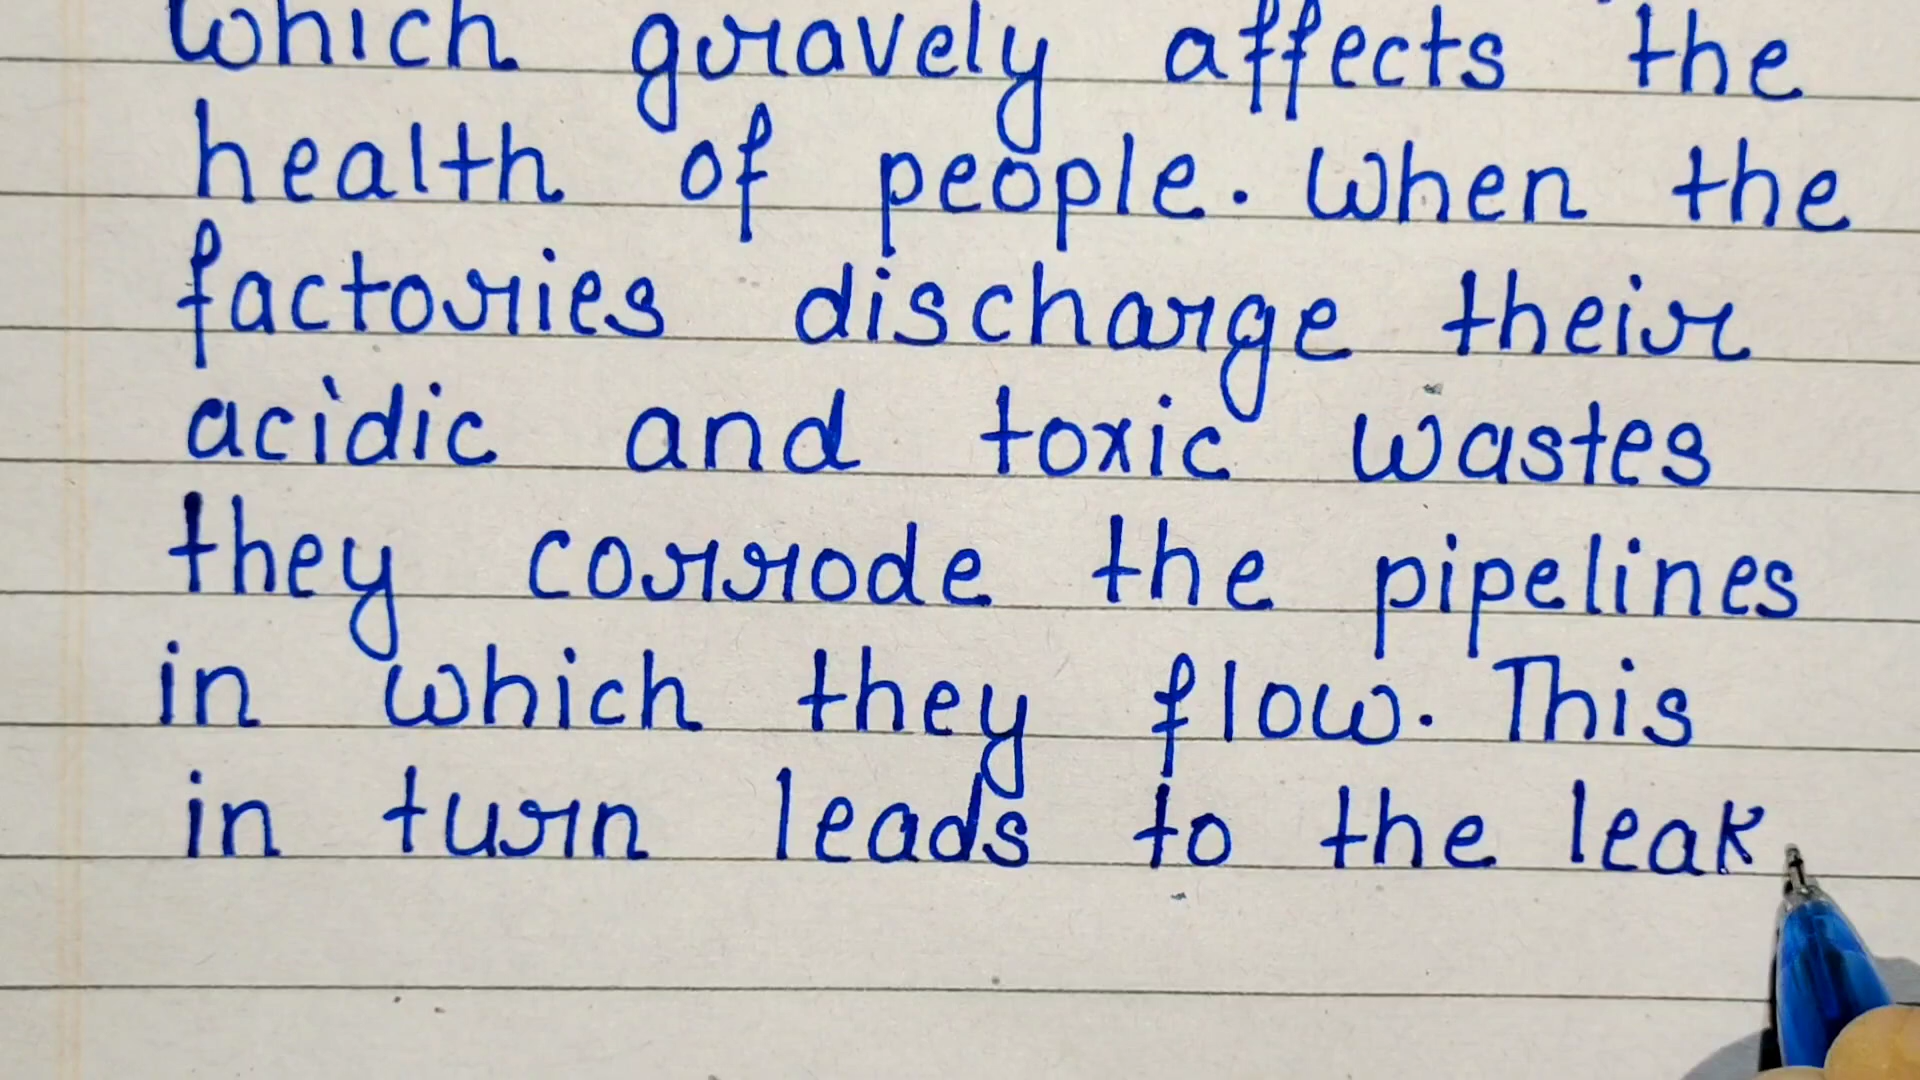 which gravely affects the
health of people. When the
factories discharge their
acidic and toxic wastes
they corrode the pipelines
in which they flow. This
in turn leads to the leak